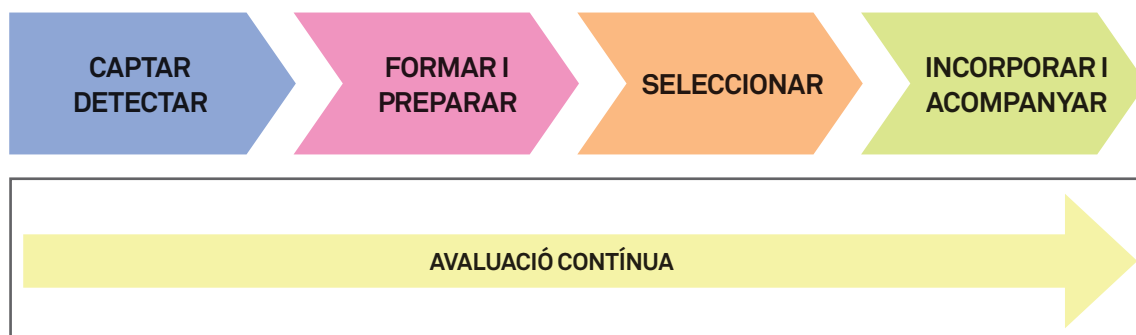 CAPTAR
DETECTAR
FORMAR I
PREPARAR
SELECCIONAR
INCORPORAR I
ACOMPANYAR
AVALUACIÓ CONTÍNUA